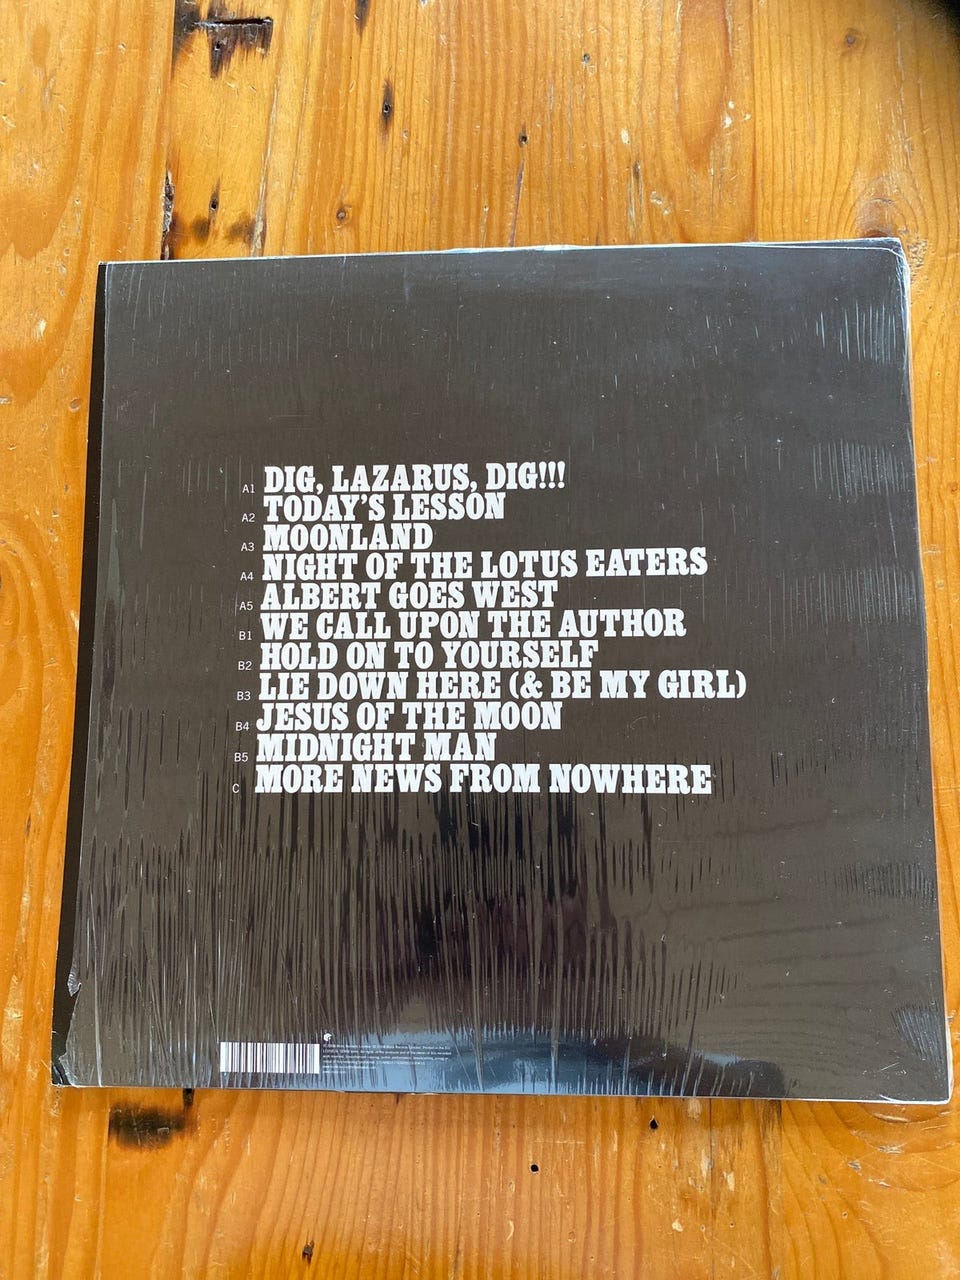 A1 DIG, LAZARUS, DIG!!!
A2 TODAY'S LESSON
A3 MOONLAND
A4 NIGHT OF THE LOTUS EATERS
A5 ALBERT GOES WEST
B1 WE CALL UPON THE AUTHOR
B2 HOLD ON TO YOURSELF
B3 LIE DOWN HERE (& BE MY GIRL)
B4 JESUS OF THE MOON
B5 MIDNIGHT MAN
C MORE NEWS FROM NOWHERE